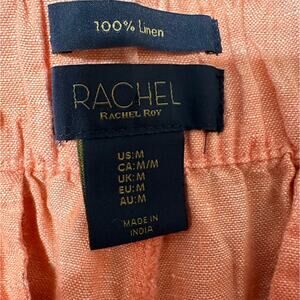 100% Linen
RACHEL
RACHEL ROY
US:M
CA:M/M
UK:M
EU:M
AU:M
MADE IN
INDIA